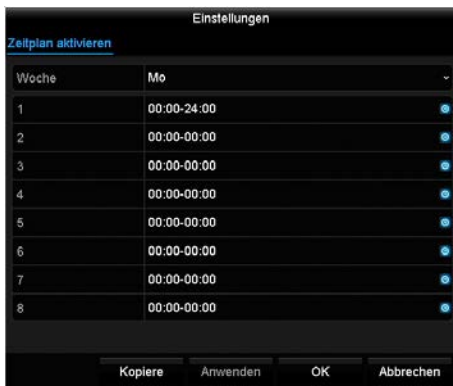 Einstellungen
Zeitplan aktivieren
Woche Mo
1 00:00-24:00
2 00:00-00:00
3 00:00-00:00
4 00:00-00:00
5 00:00-00:00
6 00:00-00:00
7 00:00-00:00
8 00:00-00:00
Kopiere Anwenden OK Abbrechen